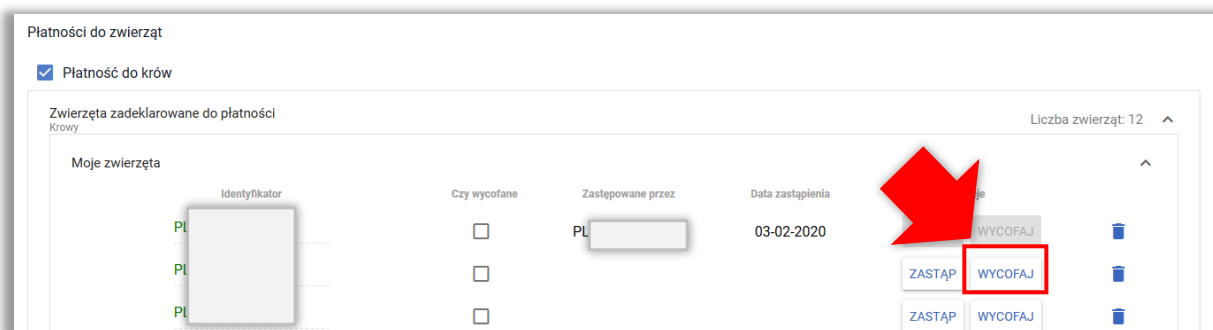 Płatności do zwierząt
Płatność do krów
Zwierzęta zadeklarowane do płatności
Krowy
Liczba zwierząt: 12
Moje zwierzęta
Identyfikator Czy wycofane Zastępowane przez Data zastąpienia je
PL PL 03-02-2020 WYCOFAJ
PL ZASTĄP WYCOFAJ
PL ZASTĄP WYCOFAJ